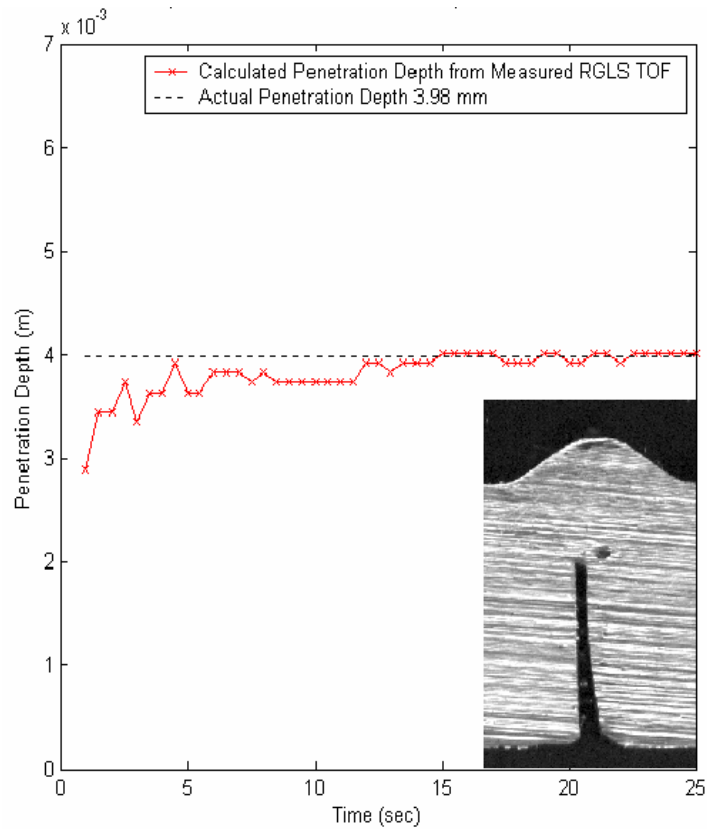 x 10⁻³
Calculated Penetration Depth from Measured RGLS TOF
Actual Penetration Depth 3.98 mm
7
6
5
4
3
2
1
0
Penetration Depth (m)
0 5 10 15 20 25
Time (sec)